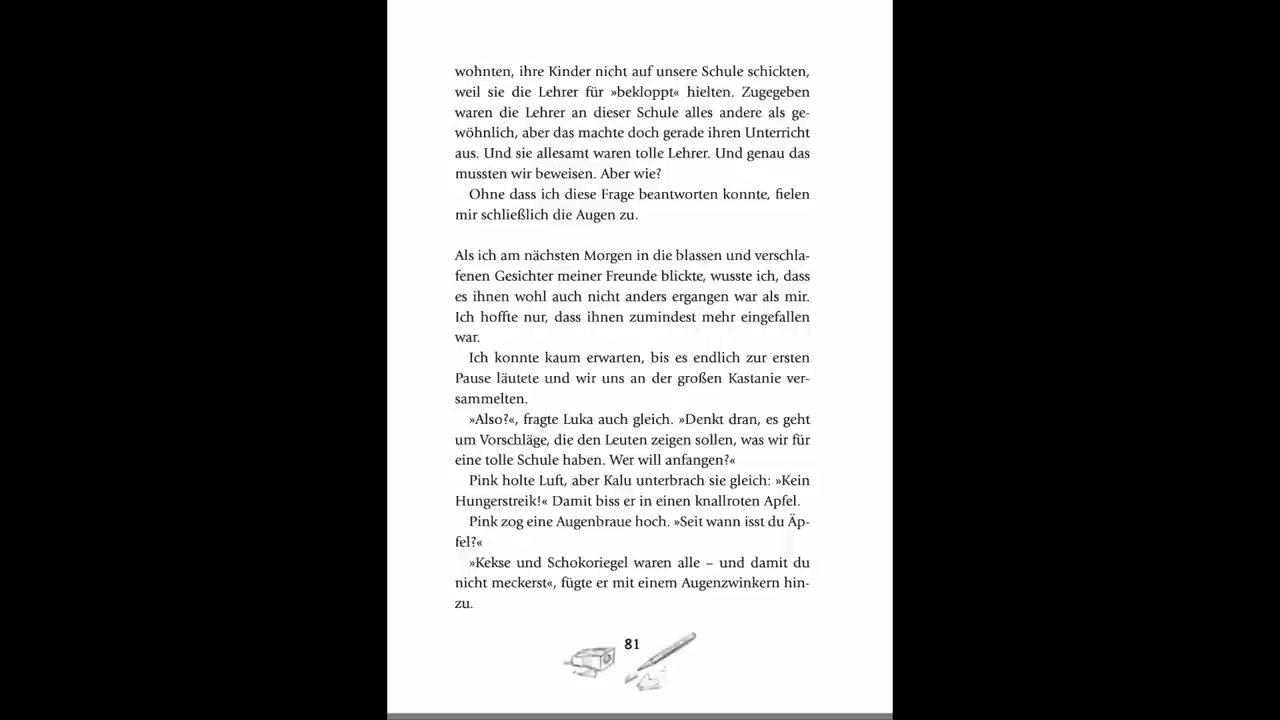 wohnten, ihre Kinder nicht auf unsere Schule schickten,
weil sie die Lehrer für »bekloppt« hielten. Zugegeben
waren die Lehrer an dieser Schule alles andere als ge-
wöhnlich, aber das machte doch gerade ihren Unterricht
aus. Und sie allesamt waren tolle Lehrer. Und genau das
mussten wir beweisen. Aber wie?
Ohne dass ich diese Frage beantworten konnte, fielen
mir schließlich die Augen zu.
Als ich am nächsten Morgen in die blassen und verschla-
fenen Gesichter meiner Freunde blickte, wusste ich, dass
es ihnen wohl auch nicht anders ergangen war als mir.
Ich hoffte nur, dass ihnen zumindest mehr eingefallen
war.
Ich konnte kaum erwarten, bis es endlich zur ersten
Pause läutete und wir uns an der großen Kastanie ver-
sammelten.
»Also?«, fragte Luka auch gleich. »Denkt dran, es geht
um Vorschläge, die den Leuten zeigen sollen, was wir für
eine tolle Schule haben. Wer will anfangen?«
Pink holte Luft, aber Kalu unterbrach sie gleich: »Kein
Hungerstreik!« Damit biss er in einen knallroten Apfel.
Pink zog eine Augenbraue hoch. »Seit wann isst du Äp-
fel?«
»Kekse und Schokoriegel waren alle – und damit du
nicht meckerst«, fügte er mit einem Augenzwinkern hin-
zu.
81